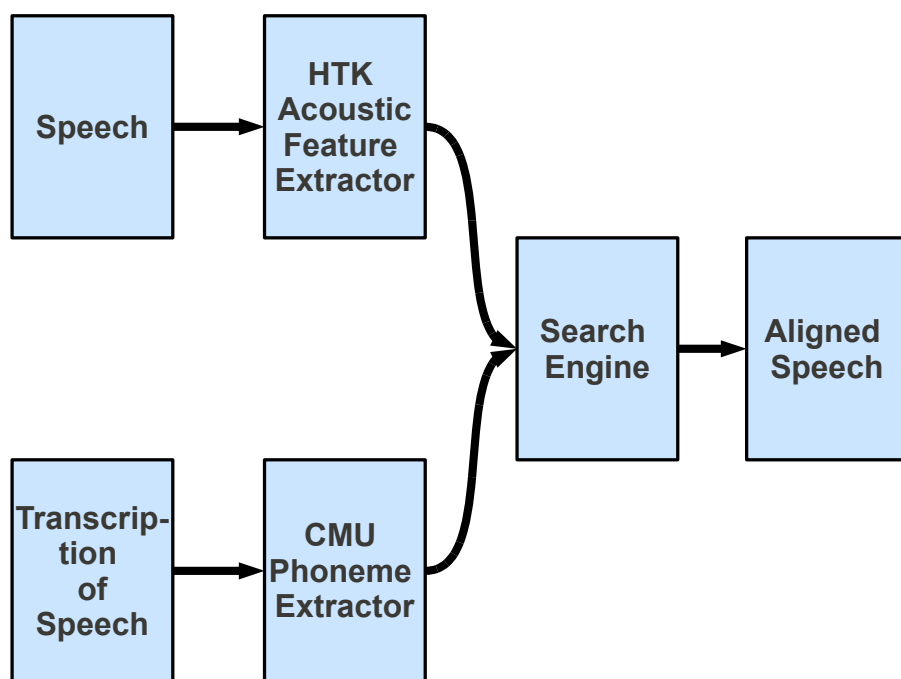 Speech
HTK
Acoustic
Feature
Extractor
Search
Engine
Aligned
Speech
Transcrip-
tion
of
Speech
CMU
Phoneme
Extractor